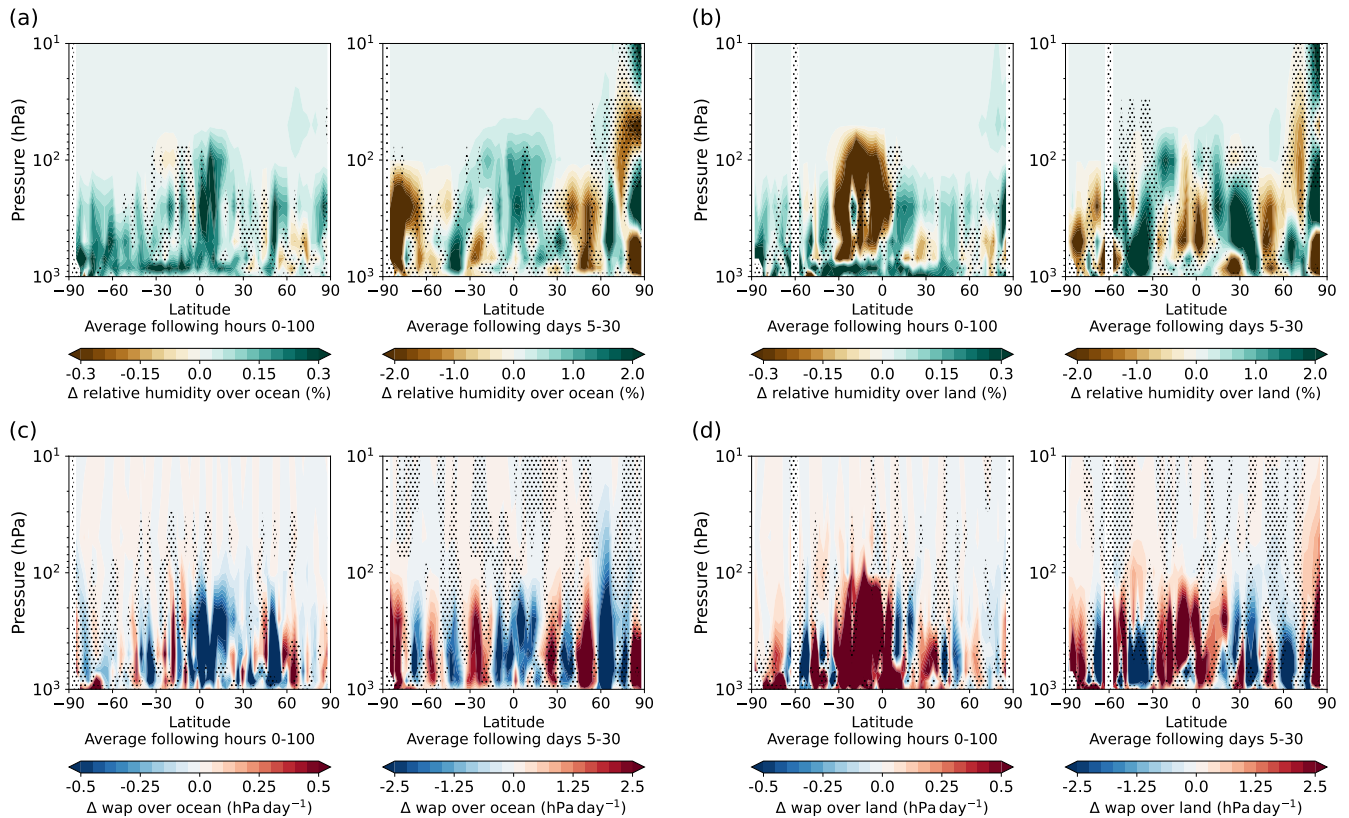 (a)
(b)
10¹
10²
10³
Pressure (hPa)
−90 −60 −30 0 30 60 90
Latitude
Average following hours 0-100
-0.3 -0.15 0.0 0.15 0.3
Δ relative humidity over ocean (%)
10¹
10²
10³
−90 −60 −30 0 30 60 90
Latitude
Average following days 5-30
-2.0 -1.0 0.0 1.0 2.0
Δ relative humidity over ocean (%)
10¹
10²
10³
Pressure (hPa)
−90 −60 −30 0 30 60 90
Latitude
Average following hours 0-100
-0.3 -0.15 0.0 0.15 0.3
Δ relative humidity over land (%)
10¹
10²
10³
−90 −60 −30 0 30 60 90
Latitude
Average following days 5-30
-2.0 -1.0 0.0 1.0 2.0
Δ relative humidity over land (%)
(c)
(d)
10¹
10²
10³
Pressure (hPa)
−90 −60 −30 0 30 60 90
Latitude
Average following hours 0-100
-0.5 -0.25 0.0 0.25 0.5
Δ wap over ocean (hPa day⁻¹)
10¹
10²
10³
−90 −60 −30 0 30 60 90
Latitude
Average following days 5-30
-2.5 -1.25 0.0 1.25 2.5
Δ wap over ocean (hPa day⁻¹)
10¹
10²
10³
Pressure (hPa)
−90 −60 −30 0 30 60 90
Latitude
Average following hours 0-100
-0.5 -0.25 0.0 0.25 0.5
Δ wap over land (hPa day⁻¹)
10¹
10²
10³
−90 −60 −30 0 30 60 90
Latitude
Average following days 5-30
-2.5 -1.25 0.0 1.25 2.5
Δ wap over land (hPa day⁻¹)